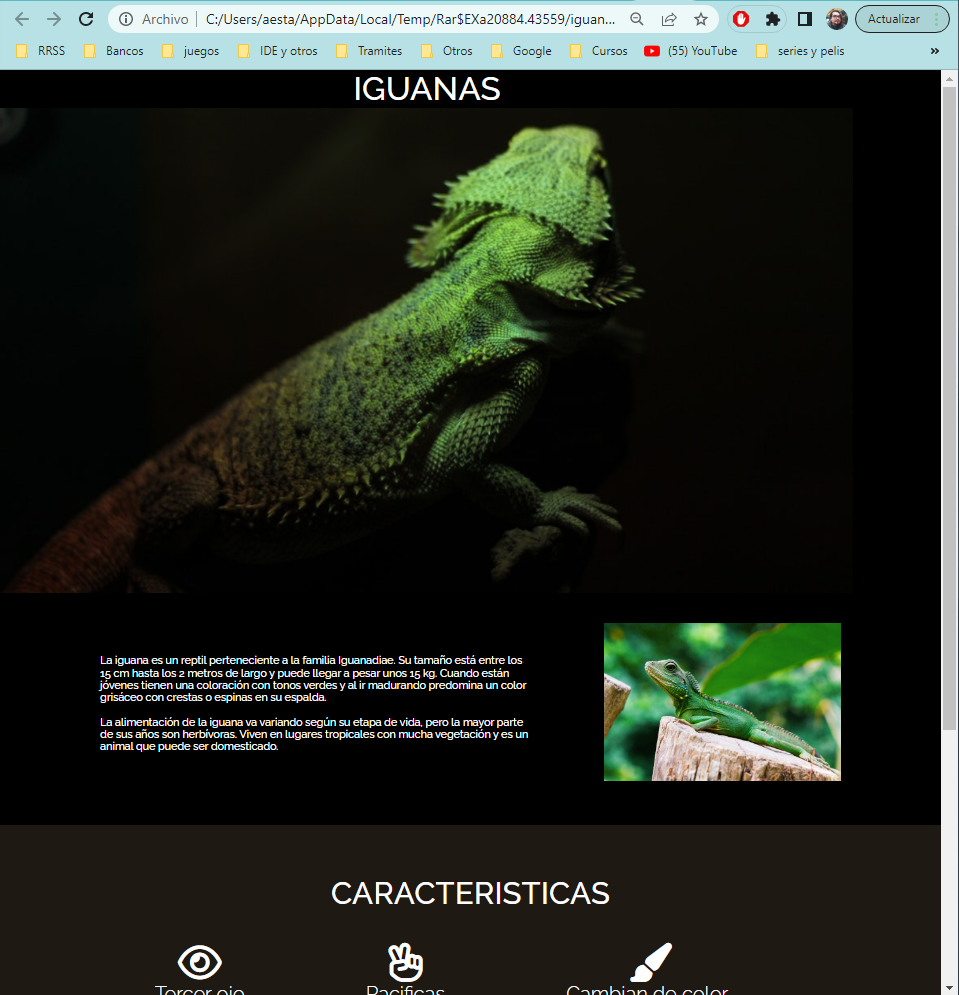 Archivo | C:/Users/aesta/AppData/Local/Temp/Rar$EXa20884.43559/iguan...
Actualizar
RRSS Bancos juegos IDE y otros Tramites Otros Google Cursos (55) YouTube series y pelis »
IGUANAS
La iguana es un reptil perteneciente a la familia Iguanadiae. Su tamaño está entre los
15 cm hasta los 2 metros de largo y puede llegar a pesar unos 15 kg. Cuando están
jóvenes tienen una coloración con tonos verdes y al ir madurando predomina un color
grisáceo con crestas o espinas en su espalda.
La alimentación de la iguana va variando según su etapa de vida, pero la mayor parte
de sus años son herbívoras. Viven en lugares tropicales con mucha vegetación y es un
animal que puede ser domesticado.
CARACTERISTICAS
Tercer ojo Pacificas Cambian de color